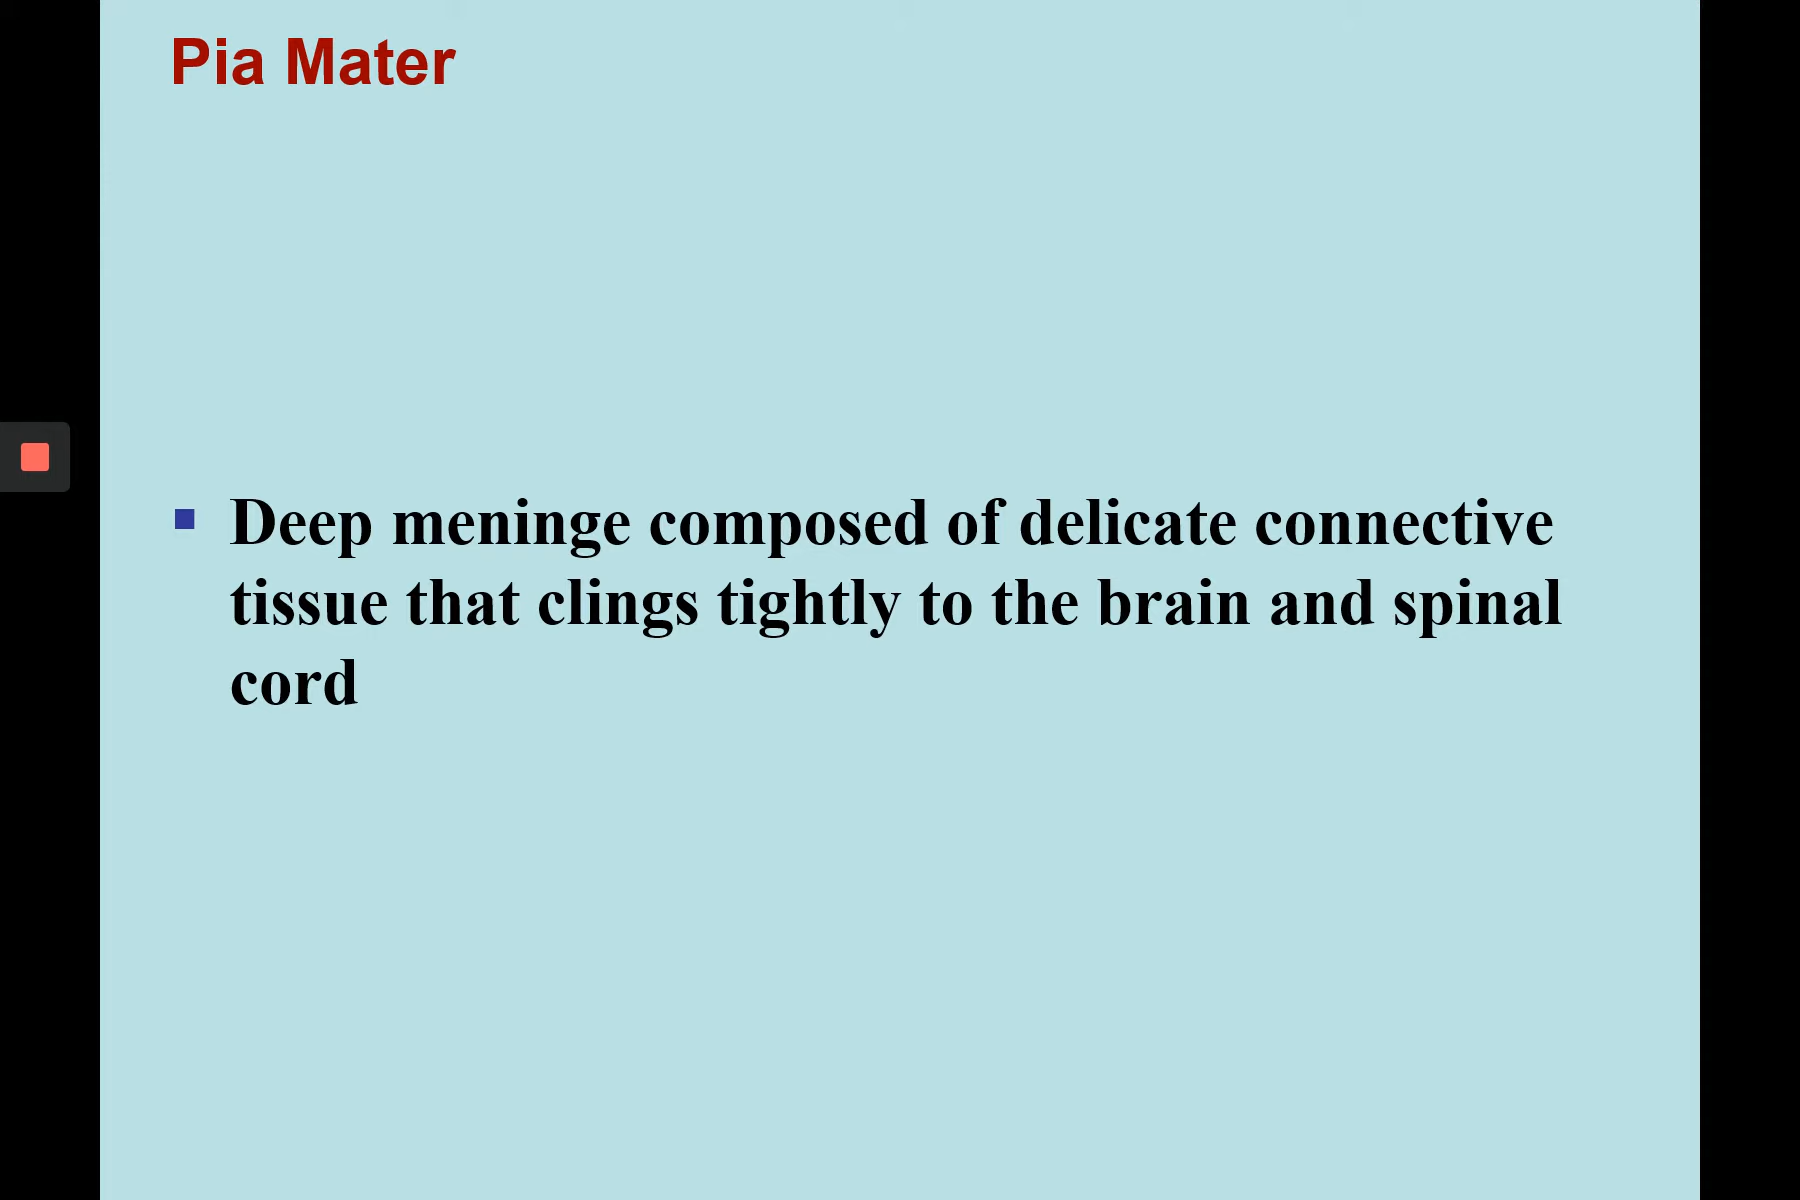 Pia Mater
Deep meninge composed of delicate connective
tissue that clings tightly to the brain and spinal
cord